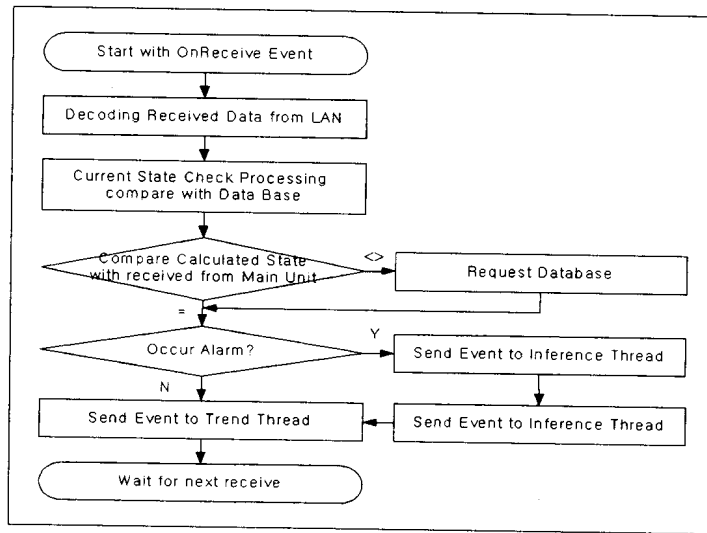 Start with OnReceive Event
Decoding Received Data from LAN
Current State Check Processing
compare with Data Base
Compare Calculated State
with received from Main Unit
<>
Request Database
=
Occur Alarm?
Y
Send Event to Inference Thread
N
Send Event to Trend Thread
Send Event to Inference Thread
Wait for next receive